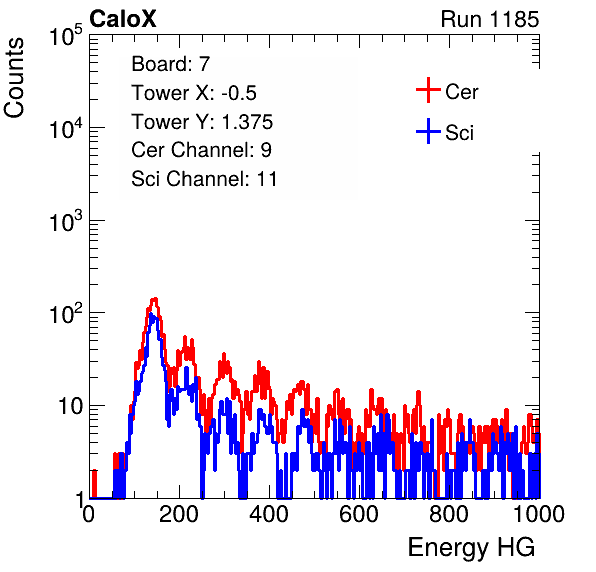 CaloX Run 1185
Counts
10^5
10^4
10^3
10^2
10
1
Board: 7
Tower X: -0.5
Tower Y: 1.375
Cer Channel: 9
Sci Channel: 11
Cer
Sci
0 200 400 600 800 1000
Energy HG